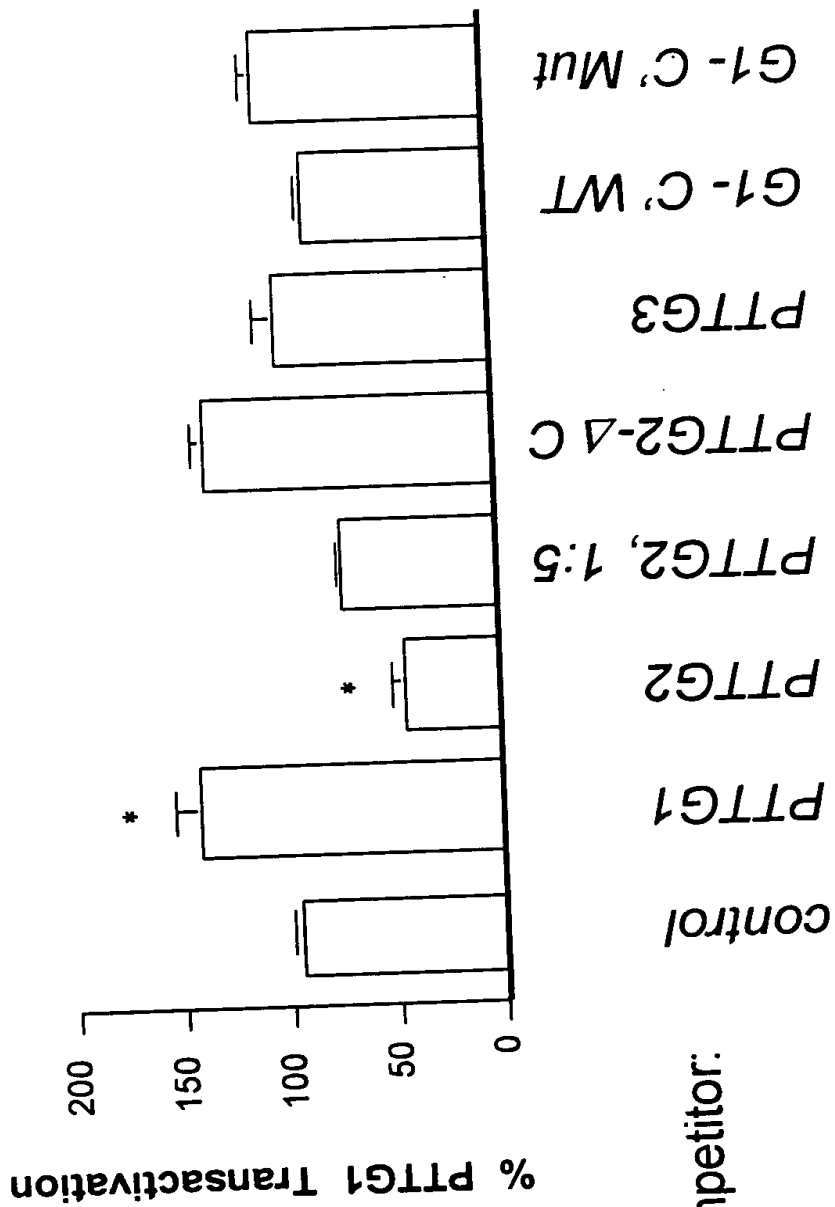 % PTTG1 Transactivation
200
150
100
50
0
*
*
mpetitor:
control
PTTG1
PTTG2
PTTG2, 1:5
PTTG2-Δ C
PTTG3
G1- C' WT
G1- C' Mut